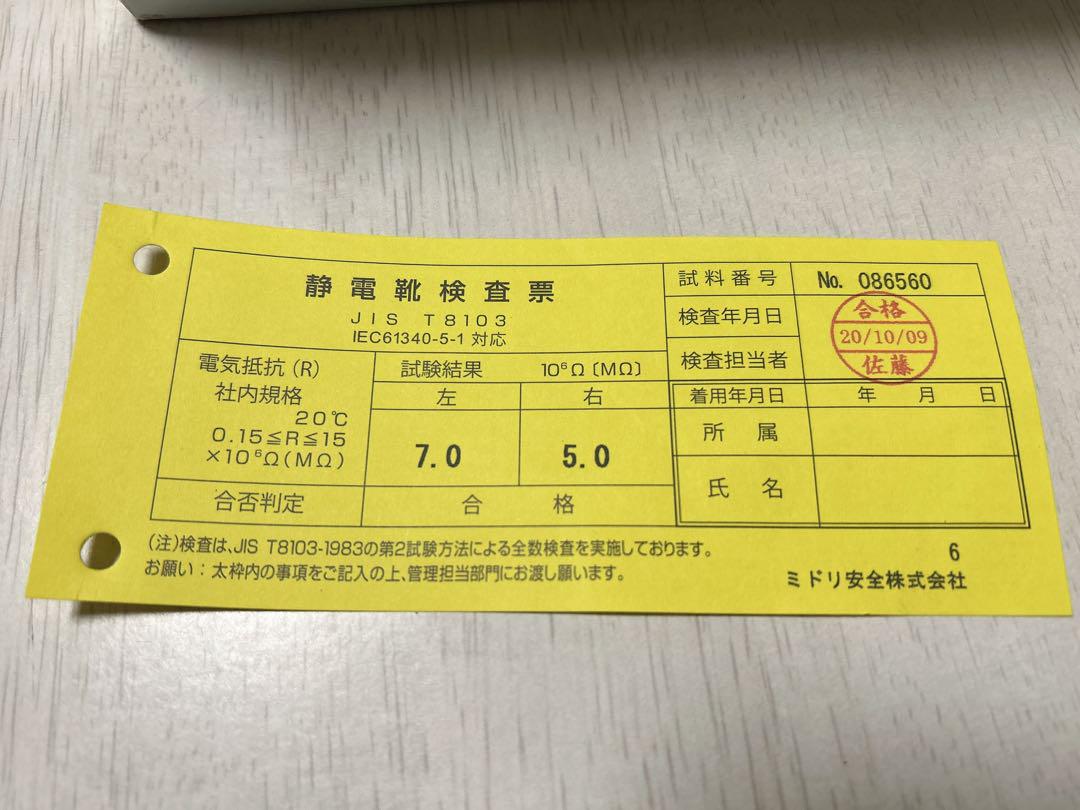 静電靴検査票
JIS T8103
IEC61340-5-1 対応
試料番号 No. 086560
検査年月日
検査担当者
合格
20/10/09
佐藤
電気抵抗(R)
社内規格
20℃
0.15≦R≦15
×10⁶Ω(MΩ)
試験結果 10⁶Ω〔MΩ〕
左 右
7.0 5.0
合否判定 合格
着用年月日 年 月 日
所属
氏名
(注)検査は、JIS T8103-1983の第2試験方法による全数検査を実施しております。
お願い:太枠内の事項をご記入の上、管理担当部門にお渡し願います。
6
ミドリ安全株式会社